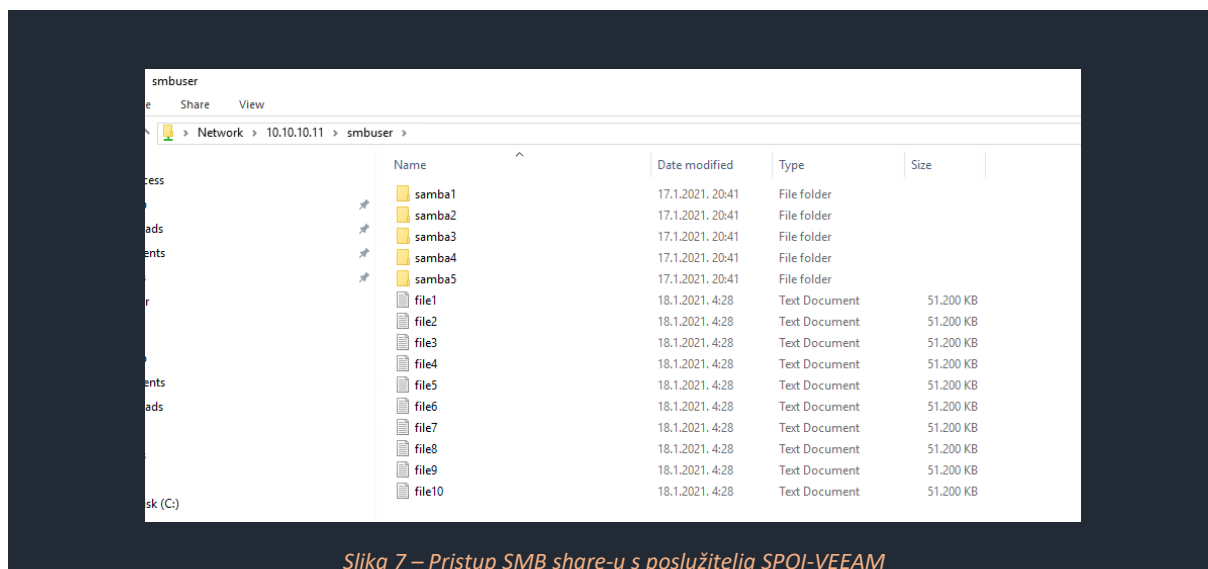 smbuser
e Share View
> Network > 10.10.10.11 > smbuser >
Name Date modified Type Size
cess
ads
ents
r
ents
ads
sk (C:)
samba1 17.1.2021. 20:41 File folder
samba2 17.1.2021. 20:41 File folder
samba3 17.1.2021. 20:41 File folder
samba4 17.1.2021. 20:41 File folder
samba5 17.1.2021. 20:41 File folder
file1 18.1.2021. 4:28 Text Document 51.200 KB
file2 18.1.2021. 4:28 Text Document 51.200 KB
file3 18.1.2021. 4:28 Text Document 51.200 KB
file4 18.1.2021. 4:28 Text Document 51.200 KB
file5 18.1.2021. 4:28 Text Document 51.200 KB
file6 18.1.2021. 4:28 Text Document 51.200 KB
file7 18.1.2021. 4:28 Text Document 51.200 KB
file8 18.1.2021. 4:28 Text Document 51.200 KB
file9 18.1.2021. 4:28 Text Document 51.200 KB
file10 18.1.2021. 4:28 Text Document 51.200 KB
Slika 7 – Pristup SMB share-u s poslužitelja SPOI-VEEAM